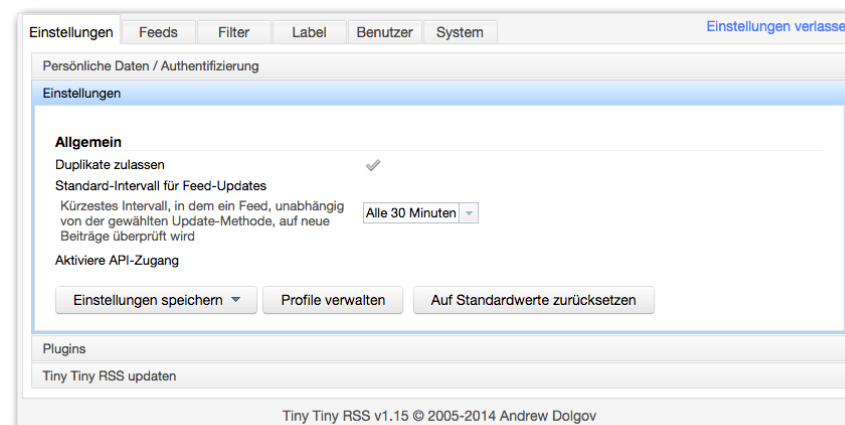 Einstellungen Feeds Filter Label Benutzer System Einstellungen verlasse
Persönliche Daten / Authentifizierung
Einstellungen
Allgemein
Duplikate zulassen
Standard-Intervall für Feed-Updates
Kürzestes Intervall, in dem ein Feed, unabhängig
von der gewählten Update-Methode, auf neue
Beiträge überprüft wird
Alle 30 Minuten
Aktiviere API-Zugang
Einstellungen speichern Profile verwalten Auf Standardwerte zurücksetzen
Plugins
Tiny Tiny RSS updaten
Tiny Tiny RSS v1.15 © 2005-2014 Andrew Dolgov